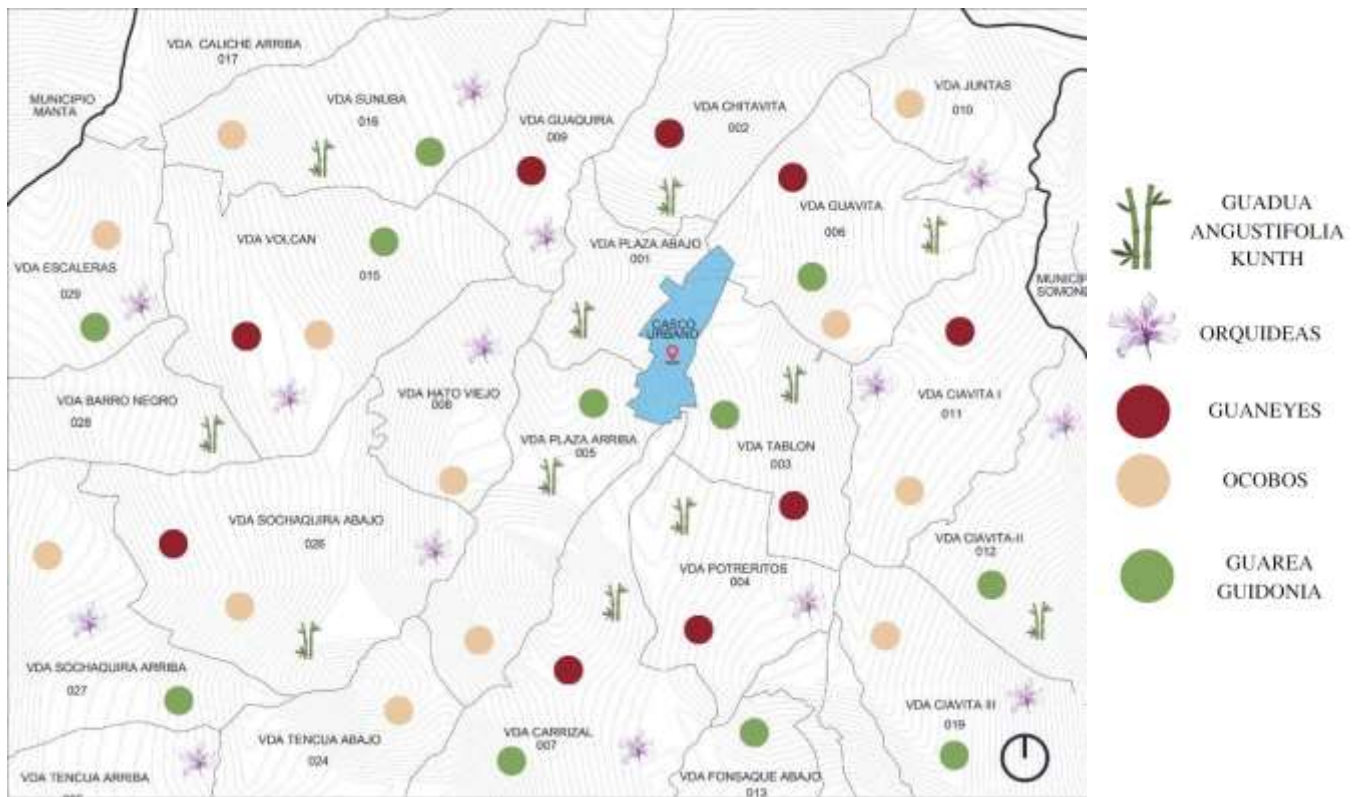 VDA CALICHE ARRIBA
017
MUNICIPIO
MANTA
VDA SUNUBA
016
VDA GUAQUIRA
009
VDA CHITAVITA
002
VDA JUNTAS
010
VDA GUAVITA
006
VDA PLAZA ABAJO
001
VDA VOLCAN
015
VDA ESCALERAS
029
CASCO
URBANO
VDA HATO VIEJO
008
VDA BARRO NEGRO
028
VDA CIAVITA I
011
VDA PLAZA ARRIBA
005
VDA TABLON
003
VDA SOCHAQUIRA ABAJO
026
VDA CIAVITA-II
012
VDA POTRERITOS
004
VDA SOCHAQUIRA ARRIBA
027
VDA CIAVITA III
019
VDA TENCUA ABAJO
024
VDA CARRIZAL
007
VDA FONSAQUE ABAJO
013
VDA TENCUA ARRIBA
GUADUA
ANGUSTIFOLIA
KUNTH
ORQUIDEAS
GUANEYES
OCOBOS
GUAREA
GUIDONIA